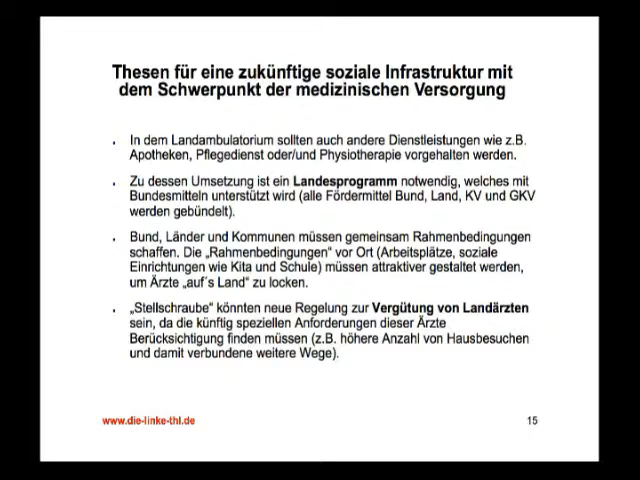 Thesen für eine zukünftige soziale Infrastruktur mit
dem Schwerpunkt der medizinischen Versorgung
• In dem Landambulatorium sollten auch andere Dienstleistungen wie z.B.
Apotheken, Pflegedienst oder/und Physiotherapie vorgehalten werden.
• Zu dessen Umsetzung ist ein Landesprogramm notwendig, welches mit
Bundesmitteln unterstützt wird (alle Fördermittel Bund, Land, KV und GKV
werden gebündelt).
• Bund, Länder und Kommunen müssen gemeinsam Rahmenbedingungen
schaffen. Die „Rahmenbedingungen“ vor Ort (Arbeitsplätze, soziale
Einrichtungen wie Kita und Schule) müssen attraktiver gestaltet werden,
um Ärzte „auf´s Land“ zu locken.
• „Stellschraube“ könnten neue Regelung zur Vergütung von Landärzten
sein, da die künftig speziellen Anforderungen dieser Ärzte
Berücksichtigung finden müssen (z.B. höhere Anzahl von Hausbesuchen
und damit verbundene weitere Wege).
www.die-linke-thl.de
15